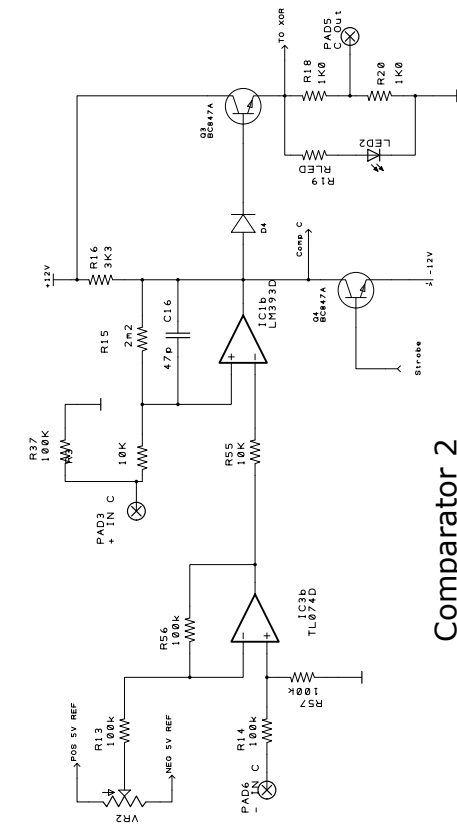 VR2
POS 5V REF
NEG 5V REF
R13
100k
R14
100k
PAD6
- IN C
R56
100k
R57
100k
IC3b
TL074D
PAD3
+ IN C
R37
100K
10K
R55
10K
R15
2m2
47p C16
R16
3K3
+12V
IC1b
LM393D
D4
Comp C
Q4
BC847A
Strobe
-12V
Q3
BC847A
TO XOR
R18
1K0
R19
RLED
LED2
PAD5
C Out
R20
1K0
Comparator 2